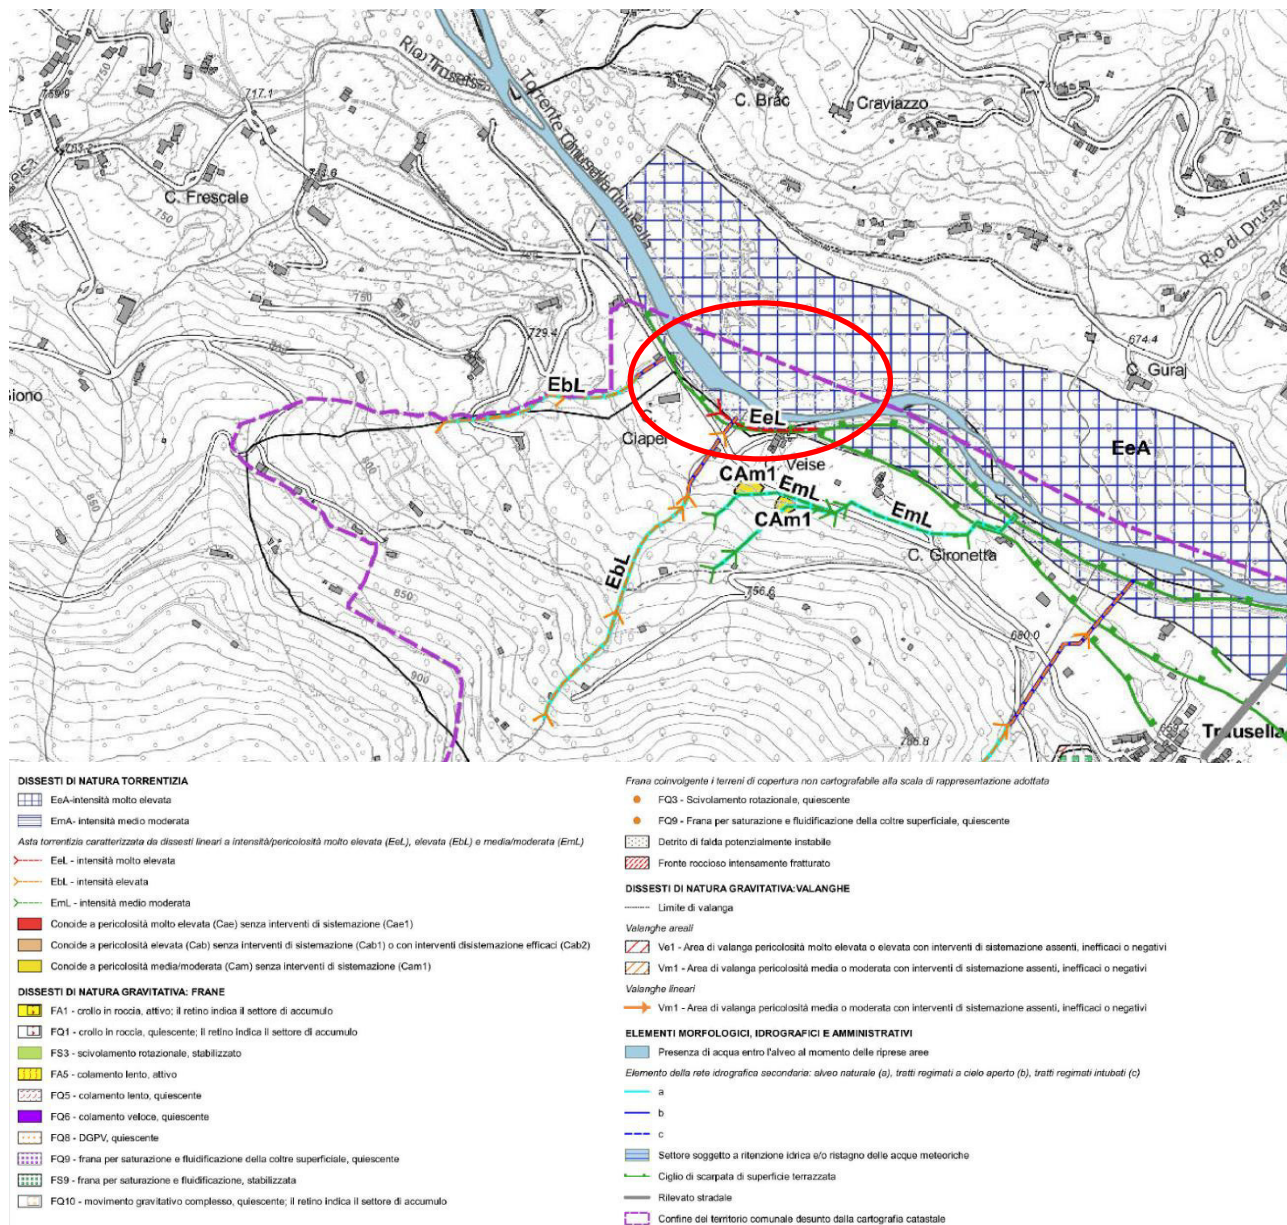 Rio Trusels
Torrente Chiusella
Chiusella
C. Brac
Craviazzo
750
717.1
C. Frescale
750
750
729.4
Rio di Drusa
674.4
C. Guraj
EbL
EeL
C.
Clapei
Veise
EeA
CAm1
EmL
CAm1
EmL
C. Gironetta
800
850
860
EbL
756.6
680.0
900
Trausella
DISSESTI DI NATURA TORRENTIZIA
EeA-intensità molto elevata
EmA- intensità medio moderata
Asta torrentizia caratterizzata da dissesti lineari a intensità/pericolosità molto elevata (EeL), elevata (EbL) e media/moderata (EmL)
EeL - intensità molto elevata
EbL - intensità elevata
EmL - intensità medio moderata
Conoide a pericolosità molto elevata (Cae) senza interventi di sistemazione (Cae1)
Conoide a pericolosità elevata (Cab) senza interventi di sistemazione (Cab1) o con interventi disistemazione efficaci (Cab2)
Conoide a pericolosità media/moderata (Cam) senza interventi di sistemazione (Cam1)
DISSESTI DI NATURA GRAVITATIVA: FRANE
FA1 - crollo in roccia, attivo; il retino indica il settore di accumulo
FQ1 - crollo in roccia, quiescente; il retino indica il settore di accumulo
FS3 - scivolamento rotazionale, stabilizzato
FA5 - colamento lento, attivo
FQ5 - colamento lento, quiescente
FQ6 - colamento veloce, quiescente
FQ8 - DGPV, quiescente
FQ9 - frana per saturazione e fluidificazione della coltre superficiale, quiescente
FS9 - frana per saturazione e fluidificazione, stabilizzata
FQ10 - movimento gravitativo complesso, quiescente; il retino indica il settore di accumulo
Frana coinvolgente i terreni di copertura non cartografabile alla scala di rappresentazione adottata
FQ3 - Scivolamento rotazionale, quiescente
FQ9 - Frana per saturazione e fluidificazione della coltre superficiale, quiescente
Detrito di falda potenzialmente instabile
Fronte roccioso intensamente fratturato
DISSESTI DI NATURA GRAVITATIVA:VALANGHE
Limite di valanga
Valanghe areali
Ve1 - Area di valanga pericolosità molto elevata o elevata con interventi di sistemazione assenti, inefficaci o negativi
Vm1 - Area di valanga pericolosità media o moderata con interventi di sistemazione assenti, inefficaci o negativi
Valanghe lineari
Vm1 - Area di valanga pericolosità media o moderata con interventi di sistemazione assenti, inefficaci o negativi
ELEMENTI MORFOLOGICI, IDROGRAFICI E AMMINISTRATIVI
Presenza di acqua entro l'alveo al momento delle riprese aree
Elemento della rete idrografica secondaria: alveo naturale (a), tratti regimati a cielo aperto (b), tratti regimati intubati (c)
a
b
c
Settore soggetto a ritenzione idrica e/o ristagno delle acque meteoriche
Ciglio di scarpata di superficie terrazzata
Rilevato stradale
Confine del territorio comunale desunto dalla cartografia catastale